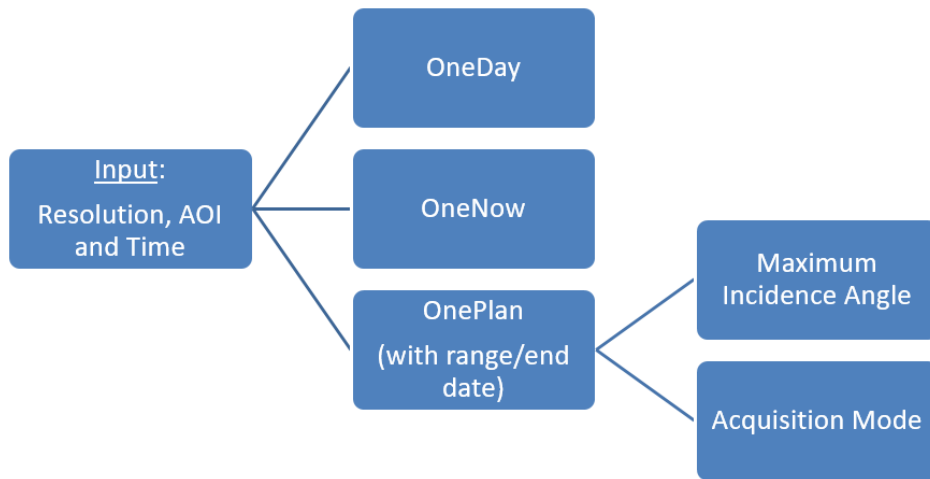 OneDay
Input:
Resolution, AOI
and Time
OneNow
OnePlan
(with range/end
date)
Maximum
Incidence Angle
Acquisition Mode